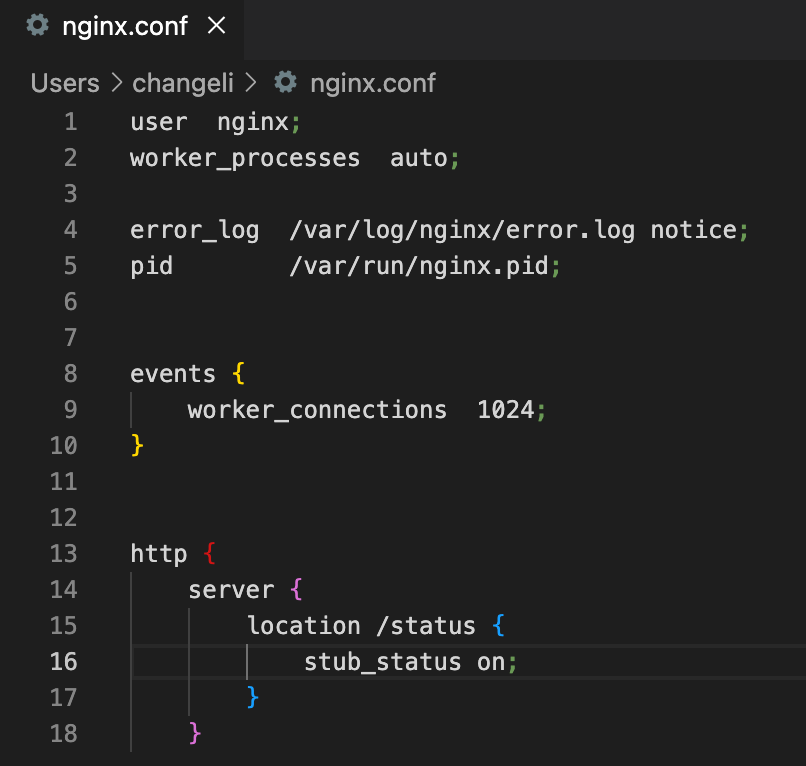 nginx.conf ×
Users > changeli > nginx.conf
1 user  nginx;
2 worker_processes  auto;
3
4 error_log  /var/log/nginx/error.log notice;
5 pid        /var/run/nginx.pid;
6
7
8 events {
9     worker_connections  1024;
10 }
11
12
13 http {
14     server {
15         location /status {
16             stub_status on;
17         }
18     }